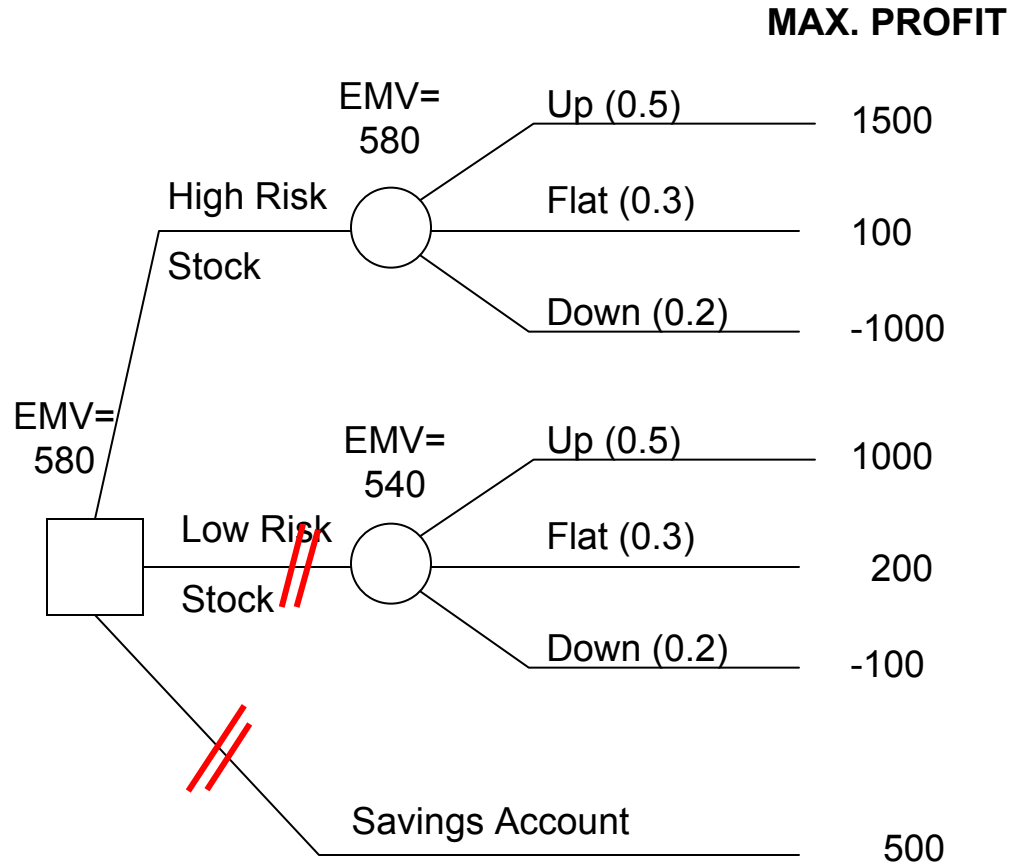 MAX. PROFIT
EMV=
580
Up (0.5)
1500
High Risk
Stock
Flat (0.3)
100
Down (0.2)
-1000
EMV=
580
EMV=
540
Up (0.5)
1000
Low Risk
Stock
Flat (0.3)
200
Down (0.2)
-100
Savings Account
500